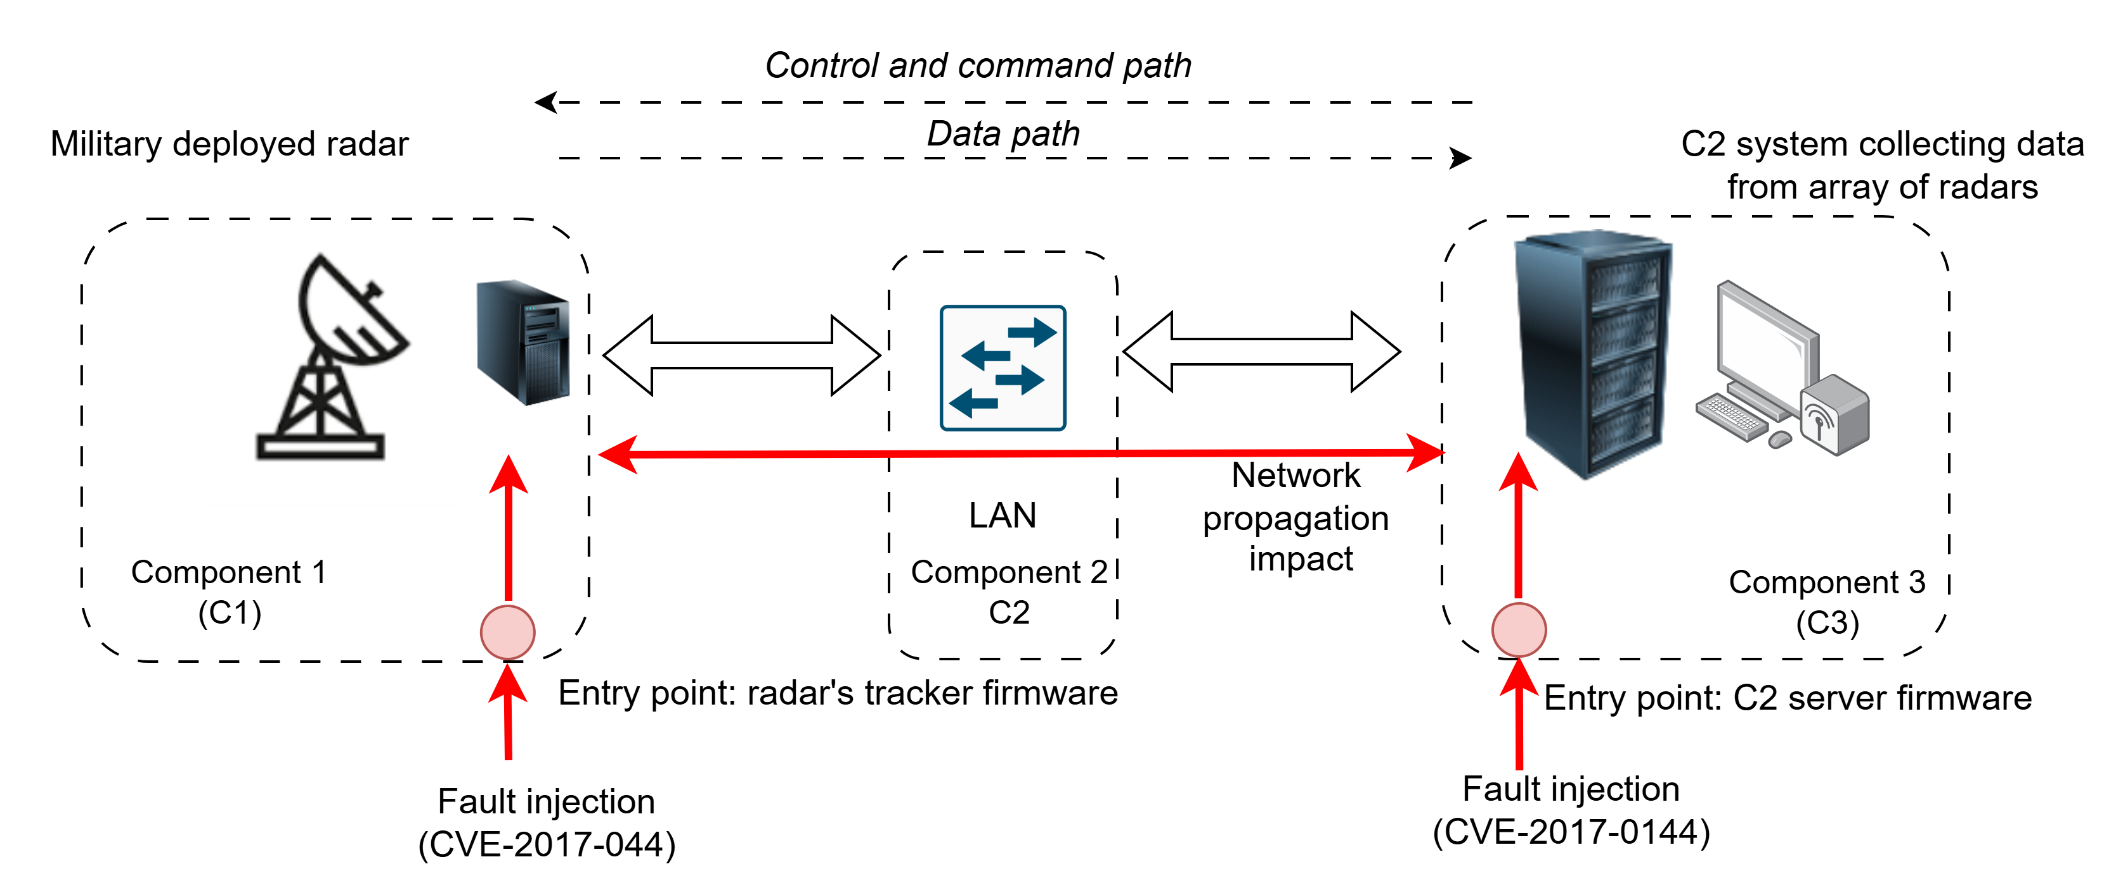 Control and command path
Data path
Military deployed radar
C2 system collecting data
from array of radars
Network
propagation
impact
LAN
Component 1
(C1)
Component 2
C2
Component 3
(C3)
Entry point: radar's tracker firmware
Entry point: C2 server firmware
Fault injection
(CVE-2017-044)
Fault injection
(CVE-2017-0144)